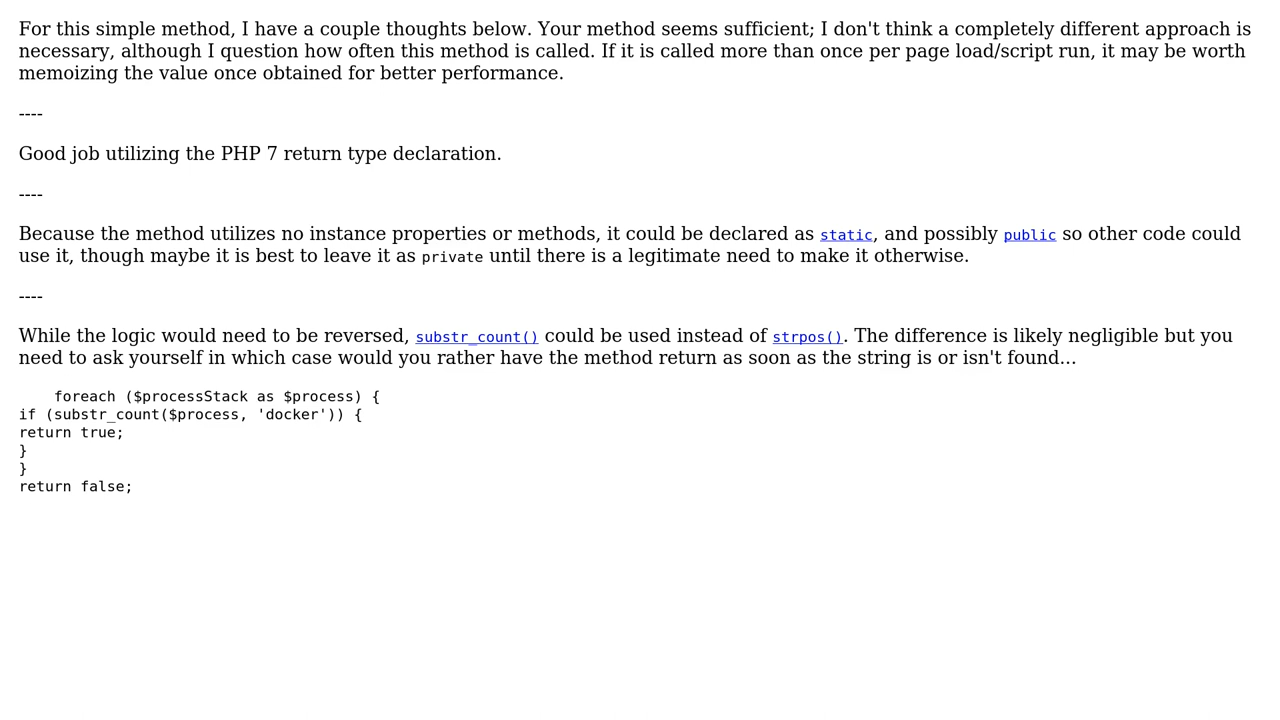 For this simple method, I have a couple thoughts below. Your method seems sufficient; I don't think a completely different approach is
necessary, although I question how often this method is called. If it is called more than once per page load/script run, it may be worth
memoizing the value once obtained for better performance.
----
Good job utilizing the PHP 7 return type declaration.
----
Because the method utilizes no instance properties or methods, it could be declared as static, and possibly public so other code could
use it, though maybe it is best to leave it as private until there is a legitimate need to make it otherwise.
----
While the logic would need to be reversed, substr_count() could be used instead of strpos(). The difference is likely negligible but you
need to ask yourself in which case would you rather have the method return as soon as the string is or isn't found...
    foreach ($processStack as $process) {
if (substr_count($process, 'docker')) {
return true;
}
}
return false;